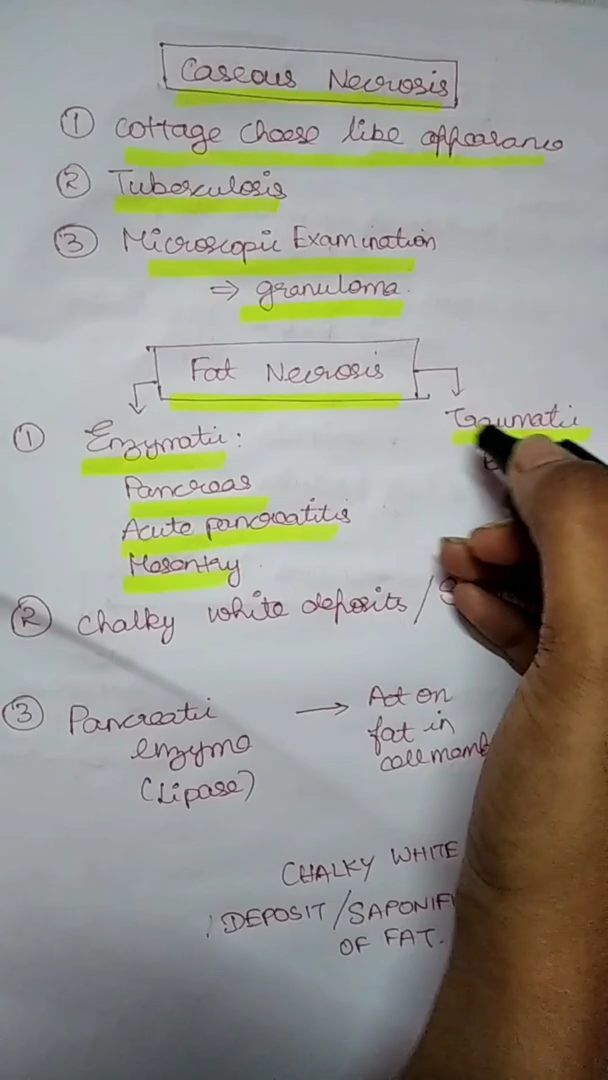 Caseous Necrosis
① Cottage cheese like appearance
② Tuberculosis
③ Microscopic Examination
⇒ granuloma.
Fat Necrosis
① Enzymatic:
Traumatic
Pancreas
Acute pancreatitis
Mesentry
② Chalky white deposits/
③ Pancreatic enzyme (Lipase) → Act on fat in cell memb
CHALKY WHITE
DEPOSIT/SAPONIFI
OF FAT.